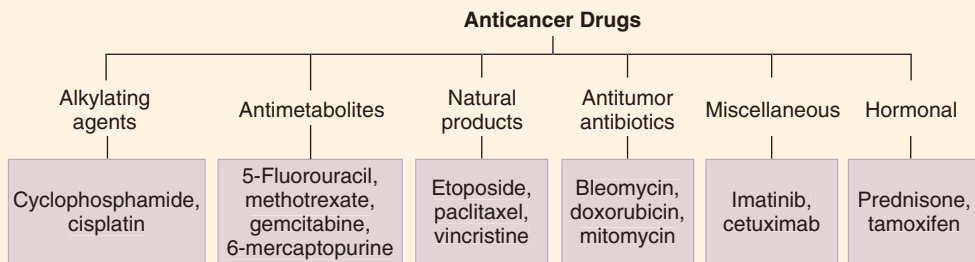 Anticancer Drugs
Alkylating
agents
Antimetabolites
Natural
products
Antitumor
antibiotics
Miscellaneous
Hormonal
Cyclophosphamide,
cisplatin
5-Fluorouracil,
methotrexate,
gemcitabine,
6-mercaptopurine
Etoposide,
paclitaxel,
vincristine
Bleomycin,
doxorubicin,
mitomycin
Imatinib,
cetuximab
Prednisone,
tamoxifen